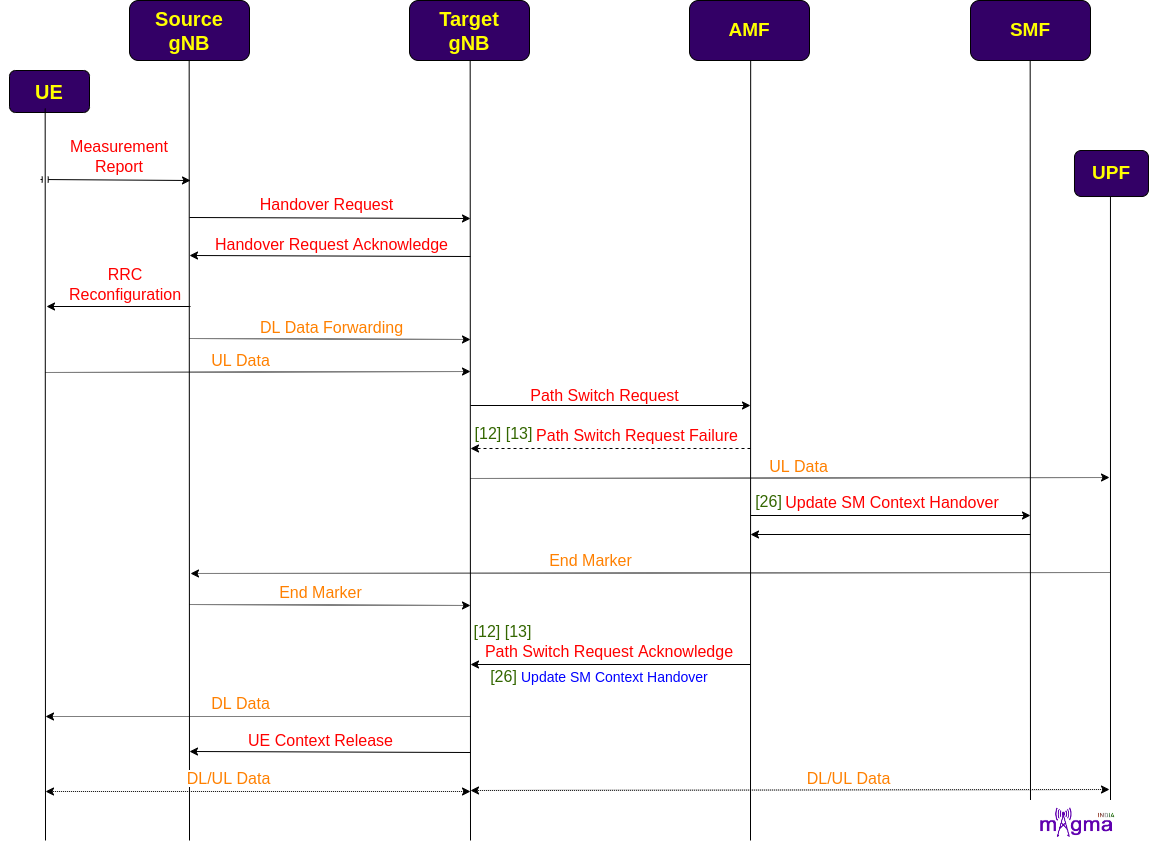 Source
gNB
Target
gNB
AMF
SMF
UE
Measurement
Report
UPF
Handover Request
Handover Request Acknowledge
RRC
Reconfiguration
DL Data Forwarding
UL Data
Path Switch Request
[12] [13] Path Switch Request Failure
UL Data
[26] Update SM Context Handover
End Marker
End Marker
[12] [13]
Path Switch Request Acknowledge
[26] Update SM Context Handover
DL Data
UE Context Release
DL/UL Data
DL/UL Data
INDIA
magma